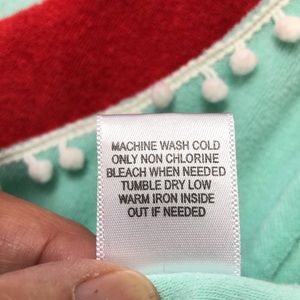 MACHINE WASH COLD
ONLY NON CHLORINE
BLEACH WHEN NEEDED
TUMBLE DRY LOW
WARM IRON INSIDE
OUT IF NEEDED